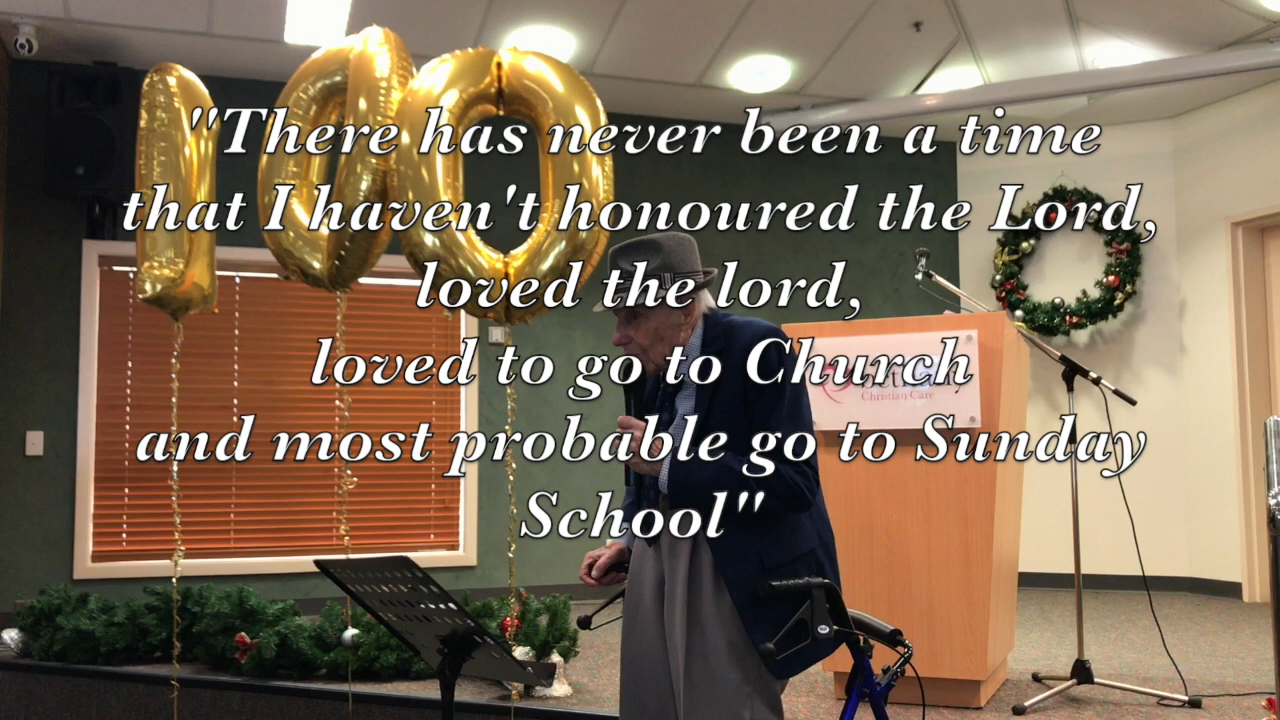 100
"There has never been a time
that I haven't honoured the Lord,
loved the lord,
loved to go to Church
Christian Care
and most probable go to Sunday
School"